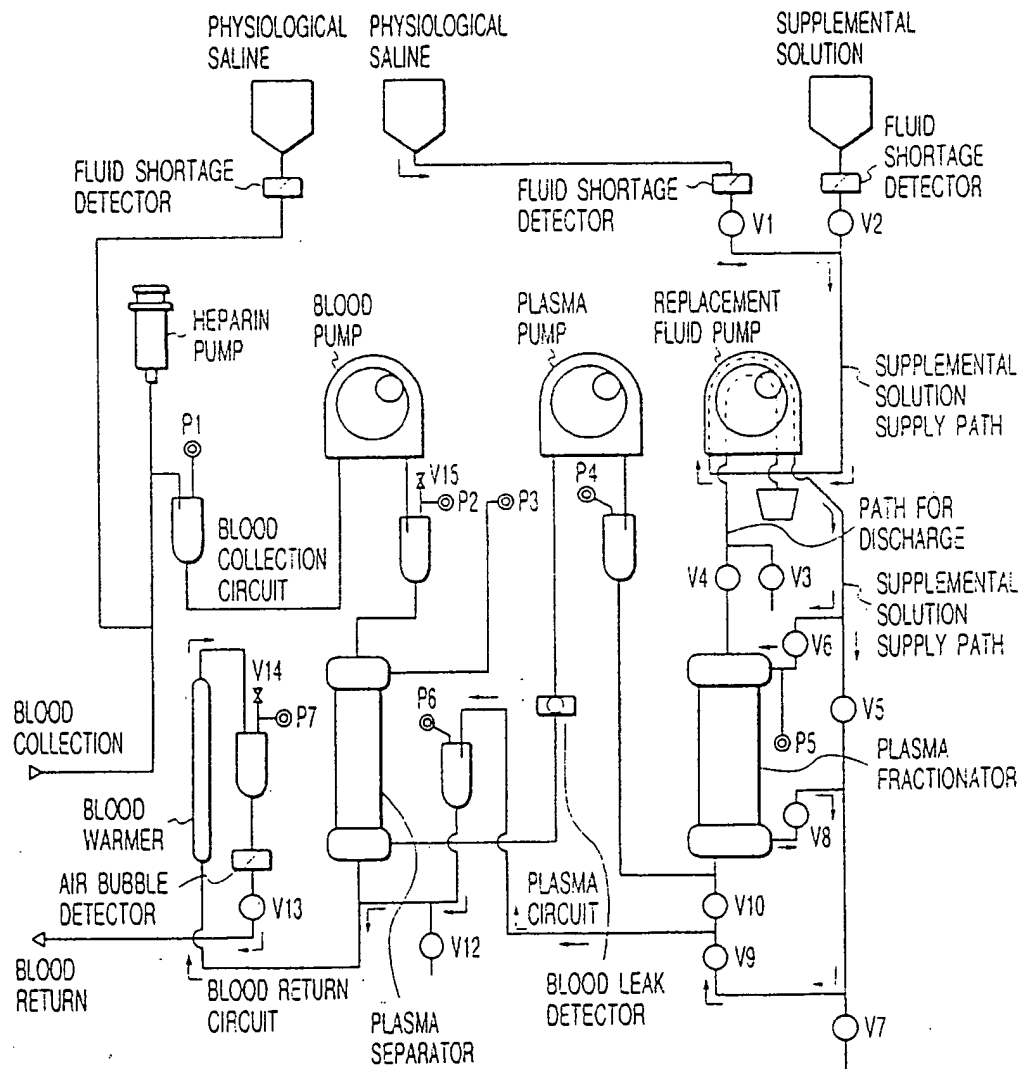 PHYSIOLOGICAL
SALINE
PHYSIOLOGICAL
SALINE
SUPPLEMENTAL
SOLUTION
FLUID
SHORTAGE
DETECTOR
FLUID SHORTAGE
DETECTOR
FLUID SHORTAGE
DETECTOR
V1
V2
HEPARIN
PUMP
BLOOD
PUMP
PLASMA
PUMP
REPLACEMENT
FLUID PUMP
SUPPLEMENTAL
SOLUTION
SUPPLY PATH
P1
V15
P2
P3
P4
BLOOD
COLLECTION
CIRCUIT
PATH FOR
DISCHARGE
V4
V3
SUPPLEMENTAL
SOLUTION
SUPPLY PATH
V6
V14
P7
P6
V5
P5
BLOOD
COLLECTION
PLASMA
FRACTIONATOR
BLOOD
WARMER
V8
AIR BUBBLE
DETECTOR
V13
PLASMA
CIRCUIT
V10
V12
V9
BLOOD
RETURN
BLOOD RETURN
CIRCUIT
PLASMA
SEPARATOR
BLOOD LEAK
DETECTOR
V7